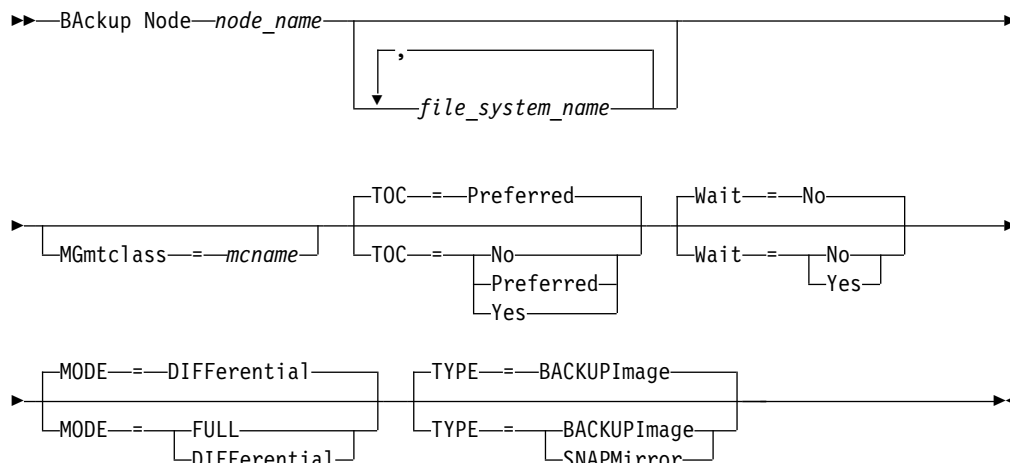 BAckup Node node_name
,
file_system_name
TOC = Preferred Wait = No
MGmtclass = mcname TOC = No Wait = No
Preferred Yes
Yes
MODE = DIFFerential TYPE = BACKUPImage
MODE = FULL TYPE = BACKUPImage
DIFFerential SNAPMirror